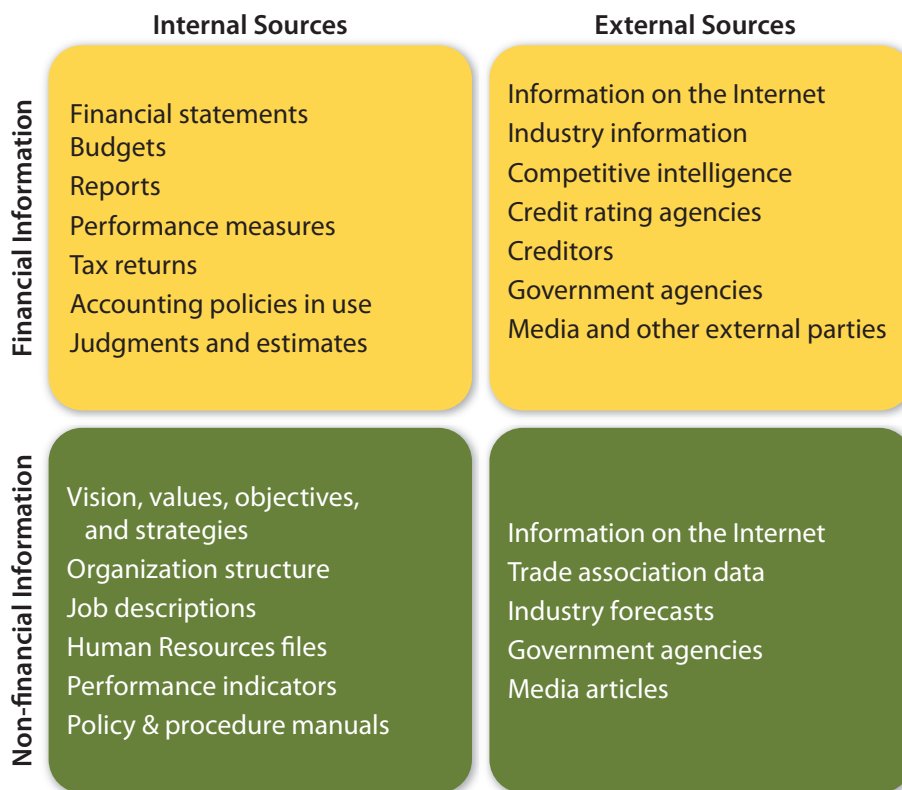 Internal Sources
External Sources
Financial Information
Financial statements
Budgets
Reports
Performance measures
Tax returns
Accounting policies in use
Judgments and estimates
Information on the Internet
Industry information
Competitive intelligence
Credit rating agencies
Creditors
Government agencies
Media and other external parties
Non-financial Information
Vision, values, objectives,
and strategies
Organization structure
Job descriptions
Human Resources files
Performance indicators
Policy & procedure manuals
Information on the Internet
Trade association data
Industry forecasts
Government agencies
Media articles